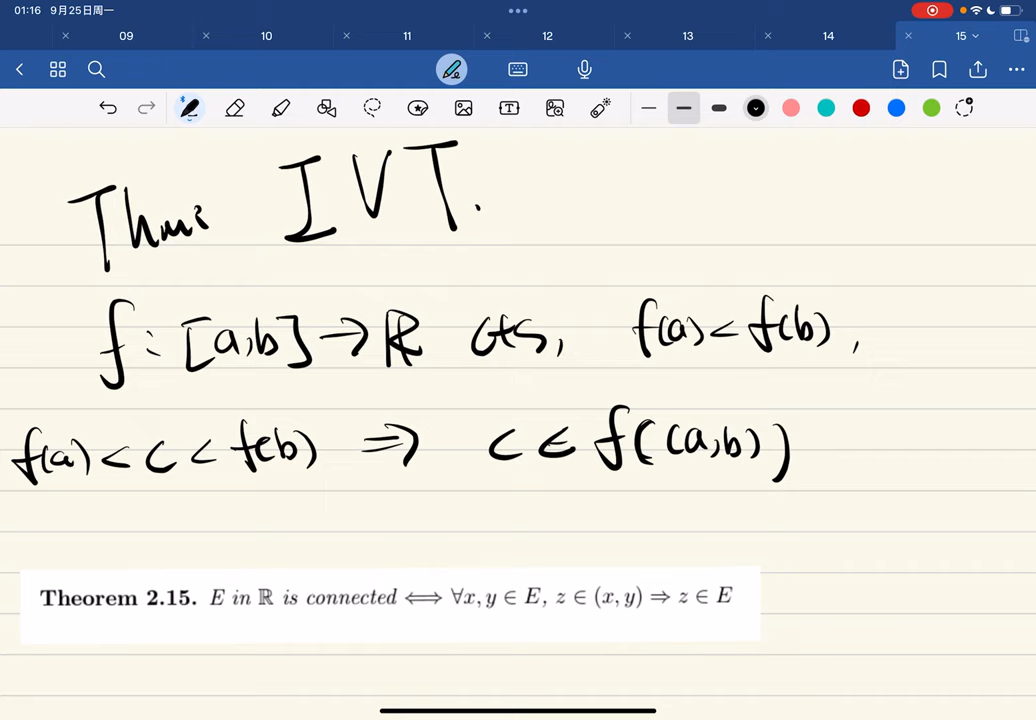 01:16 9月25日周一
09 10 11 12 13 14 15
Thm: IVT.
f: [a,b] → ℝ cts, f(a) < f(b),
f(a) < c < f(b) ⇒ c ∈ f((a,b))
Theorem 2.15. E in ℝ is connected ⟺ ∀x, y ∈ E, z ∈ (x, y) ⇒ z ∈ E